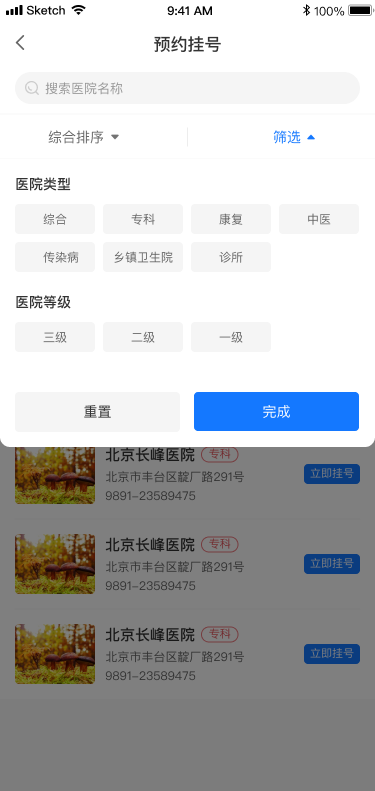 Sketch 9:41 AM 100%
预约挂号
搜索医院名称
综合排序 筛选
医院类型
综合 专科 康复 中医
传染病 乡镇卫生院 诊所
医院等级
三级 二级 一级
重置 完成
北京长峰医院 专科
北京市丰台区靛厂路291号 立即挂号
9891-23589475
北京长峰医院 专科
北京市丰台区靛厂路291号 立即挂号
9891-23589475
北京长峰医院 专科
北京市丰台区靛厂路291号 立即挂号
9891-23589475